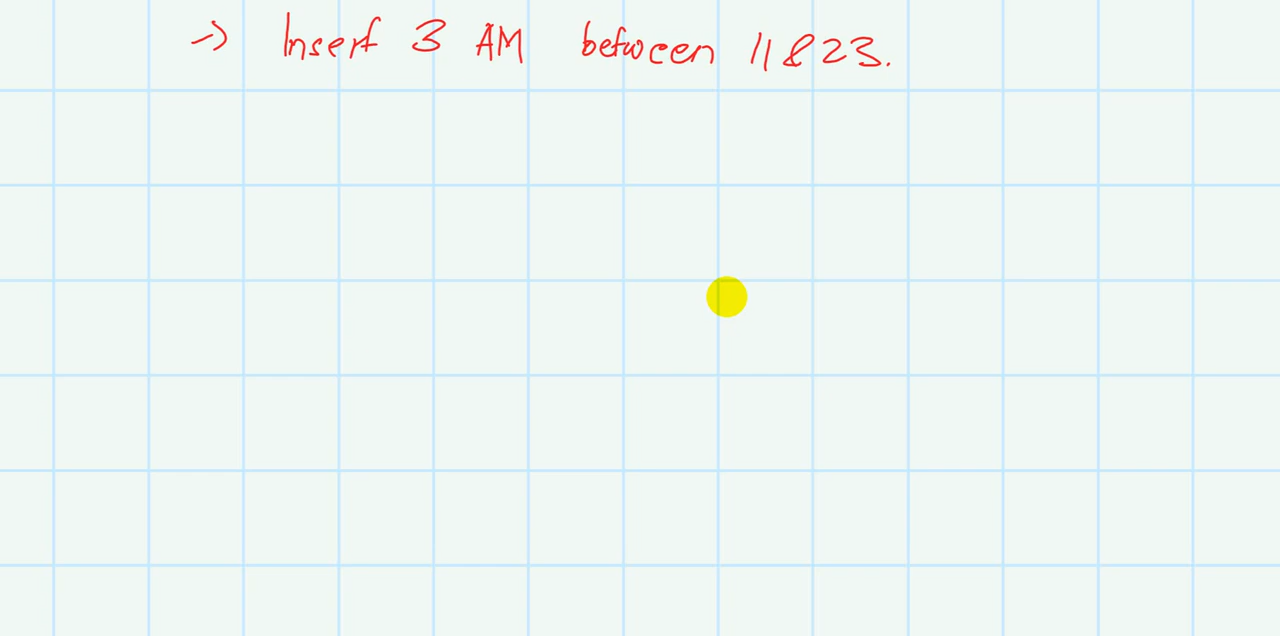 → Insert 3 AM between 11 & 23.